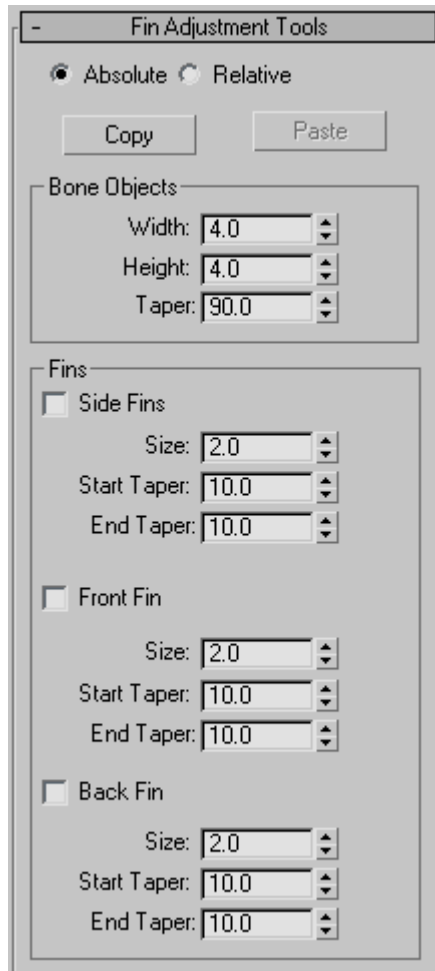 - Fin Adjustment Tools
Absolute Relative
Copy Paste
Bone Objects
Width: 4.0
Height: 4.0
Taper: 90.0
Fins
Side Fins
Size: 2.0
Start Taper: 10.0
End Taper: 10.0
Front Fin
Size: 2.0
Start Taper: 10.0
End Taper: 10.0
Back Fin
Size: 2.0
Start Taper: 10.0
End Taper: 10.0